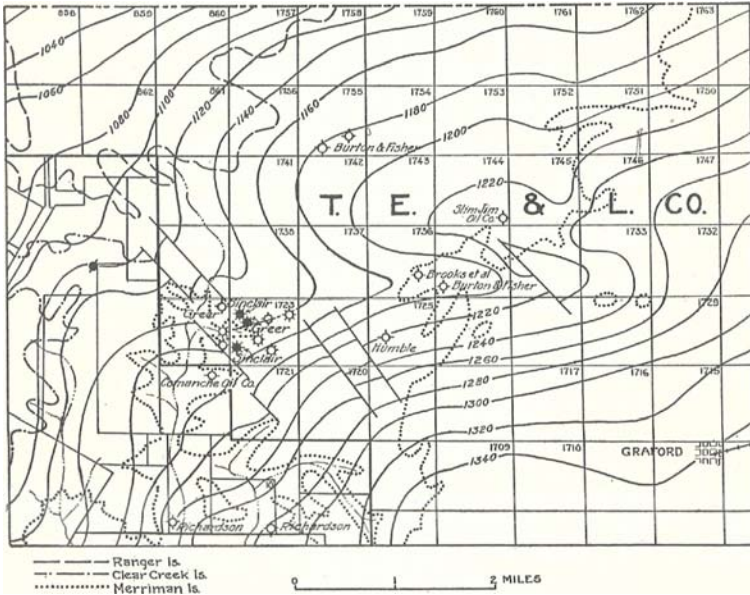 858 859 860 1757 1758 1759 1760 1761 1762 1763
1040
1060
1080
1100
1120
1140
1160
1180
1200
862 861 1756 1755 1754 1753 1752 1751 1750
Burton & Fisher
1741 1742 1743 1744 1745 1746 1747
T. E. & L. CO.
1220
Slim Jim
Oil Co.
1738 1737 1736 1733 1732
Brooks et al
Burton & Fisher
Sinclair
Greer
1723
Greer
1725
1729
1220
Humble
Sinclair
1240
1260
Comanche Oil Co.
1721 1720 1717 1716 1715
1280
1300
1320
1340
1709 1710
GRAFORD
Richardson
Richardson
Ranger ls.
Clear Creek ls.
Merriman ls.
0 1 2 MILES